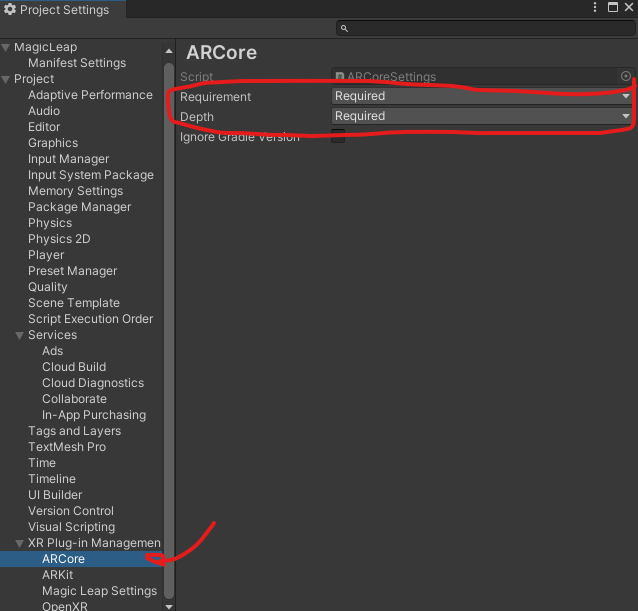 Project Settings
MagicLeap
Manifest Settings
Project
Adaptive Performance
Audio
Editor
Graphics
Input Manager
Input System Package
Memory Settings
Package Manager
Physics
Physics 2D
Player
Preset Manager
Quality
Scene Template
Script Execution Order
Services
Ads
Cloud Build
Cloud Diagnostics
Collaborate
In-App Purchasing
Tags and Layers
TextMesh Pro
Time
Timeline
UI Builder
Version Control
Visual Scripting
XR Plug-in Managemen
ARCore
ARKit
Magic Leap Settings
OpenXR
ARCore
Script ARCoreSettings
Requirement Required
Depth Required
Ignore Gradle Version